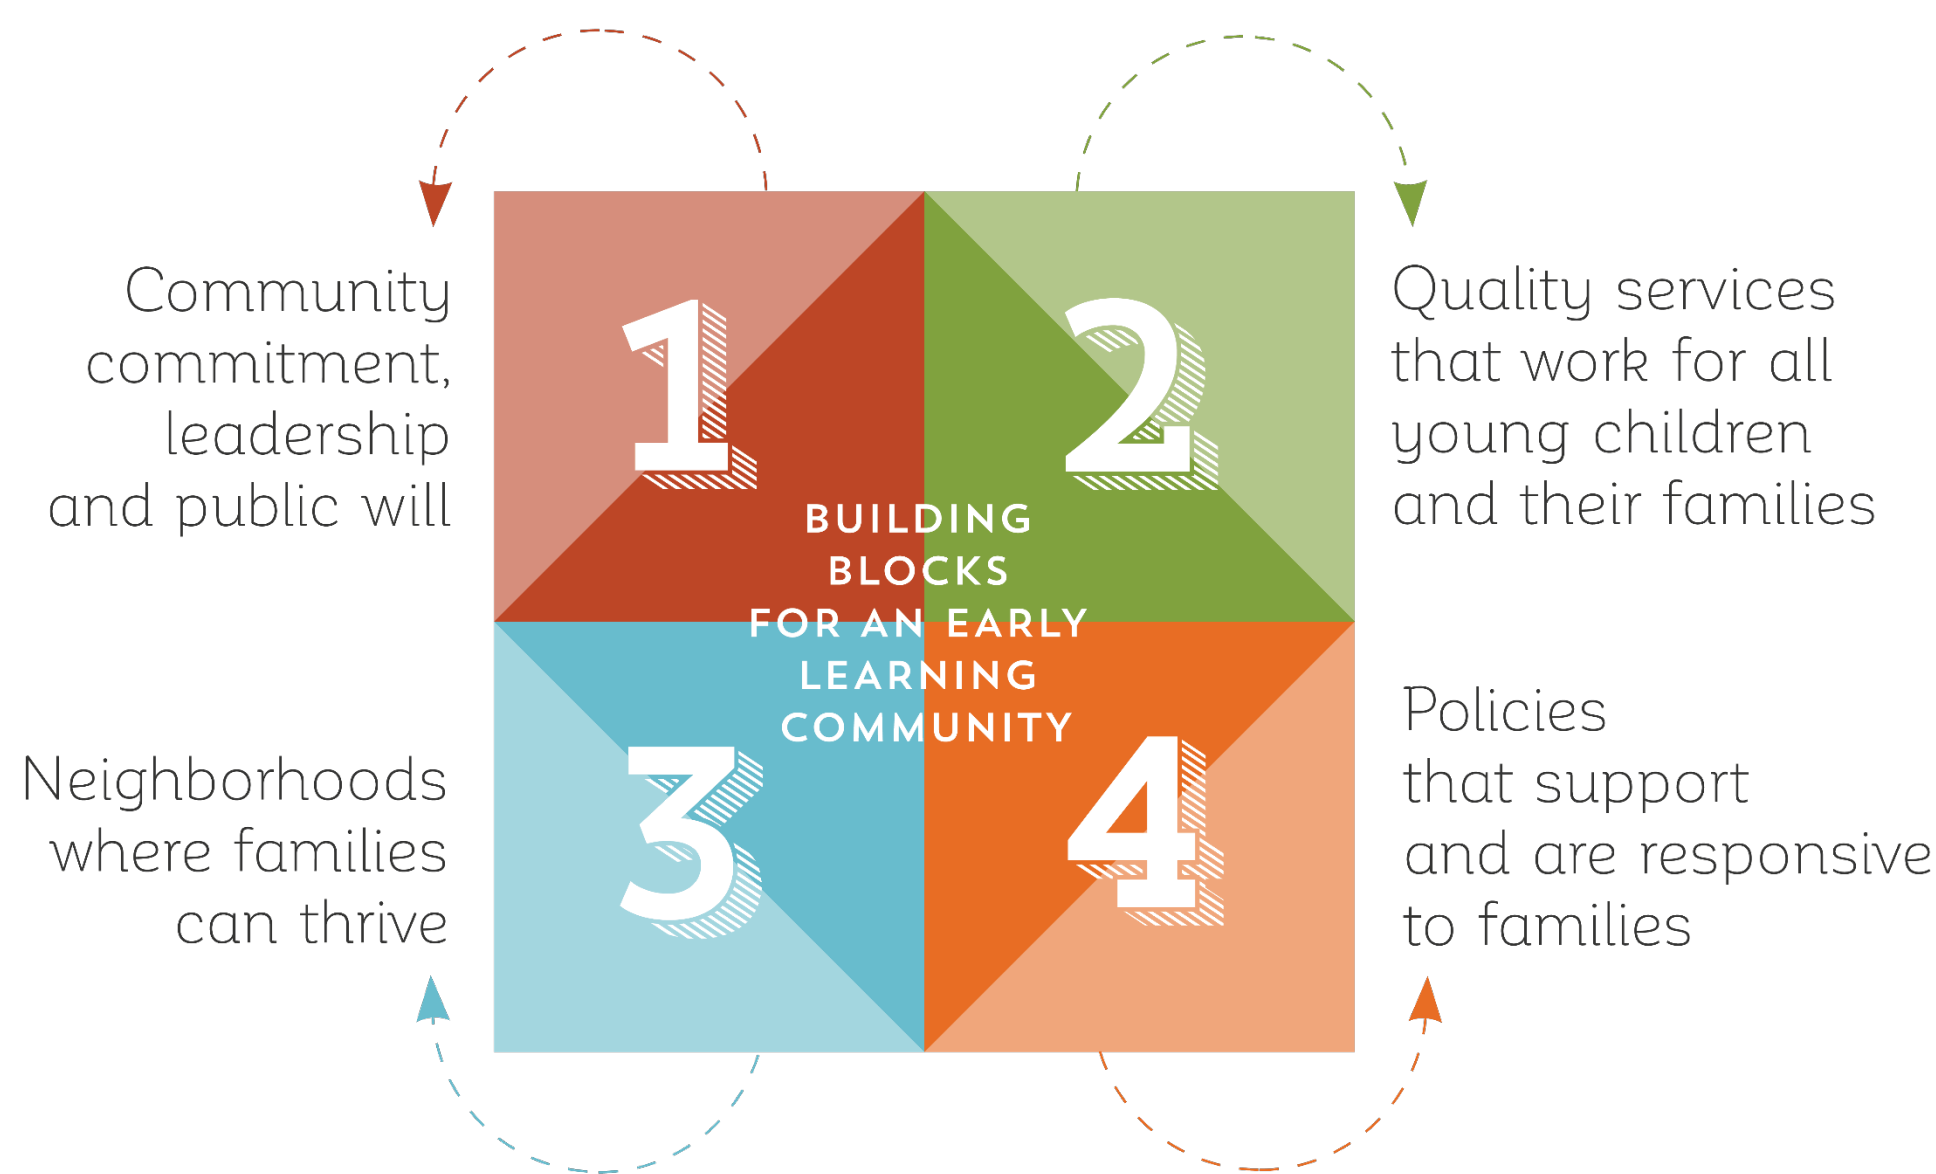 1
Community
commitment,
leadership
and public will
2
Quality services
that work for all
young children
and their families
BUILDING
BLOCKS
FOR AN EARLY
LEARNING
COMMUNITY
3
Neighborhoods
where families
can thrive
4
Policies
that support
and are responsive
to families